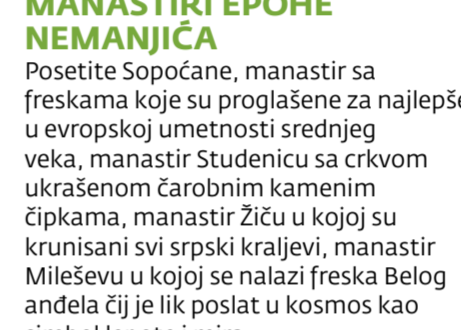 MANASTIRI EPOHE
NEMANJIĆA
Posetite Sopoćane, manastir sa
freskama koje su proglašene za najlepše
u evropskoj umetnosti srednjeg
veka, manastir Studenicu sa crkvom
ukrašenom čarobnim kamenim
čipkama, manastir Žiču u kojoj su
krunisani svi srpski kraljevi, manastir
Mileševu u kojoj se nalazi freska Belog
anđela čij je lik poslat u kosmos kao